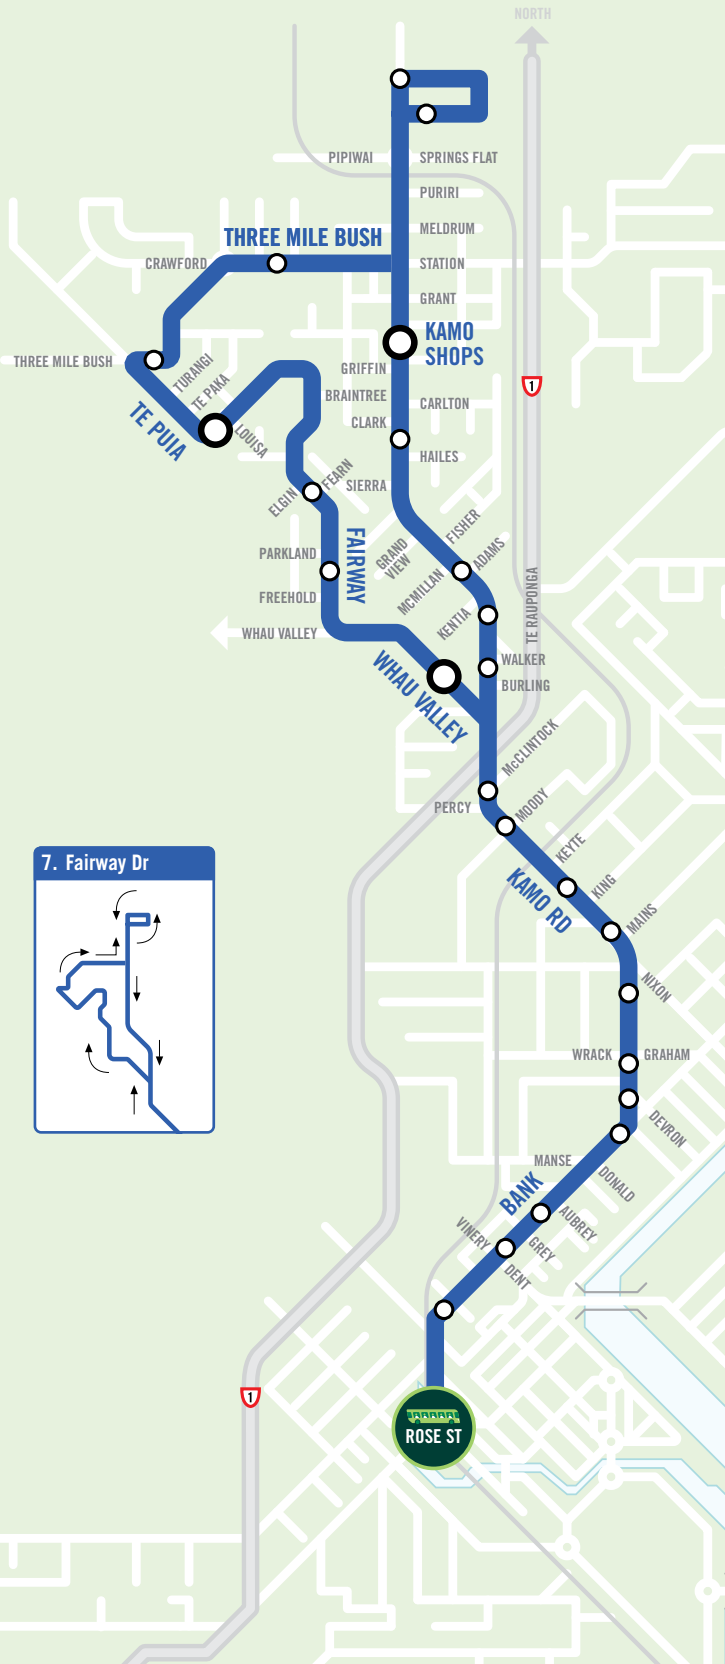 NORTH
PIPIWAI
SPRINGS FLAT
PURIRI
MELDRUM
THREE MILE BUSH
CRAWFORD
STATION
GRANT
KAMO
SHOPS
THREE MILE BUSH
TURANGI
TE PAKA
GRIFFIN
1
BRAINTREE
CARLTON
TE PUIA
LOUISA
CLARK
HAILES
ELGIN
FEARN
SIERRA
FISHER
ADAMS
GRAND
VIEW
PARKLAND
FAIRWAY
MCMILLAN
FREEHOLD
TE RAUPONGA
KENTIA
WHAU VALLEY
WHAU VALLEY
WALKER
BURLING
McCLINTOCK
PERCY
MOODY
KEYTE
7. Fairway Dr
KAMO RD
KING
MAINS
NIXON
WRACK
GRAHAM
DEVRON
MANSE
DONALD
BANK
AUBREY
VINERY
GREY
DENT
1
ROSE ST